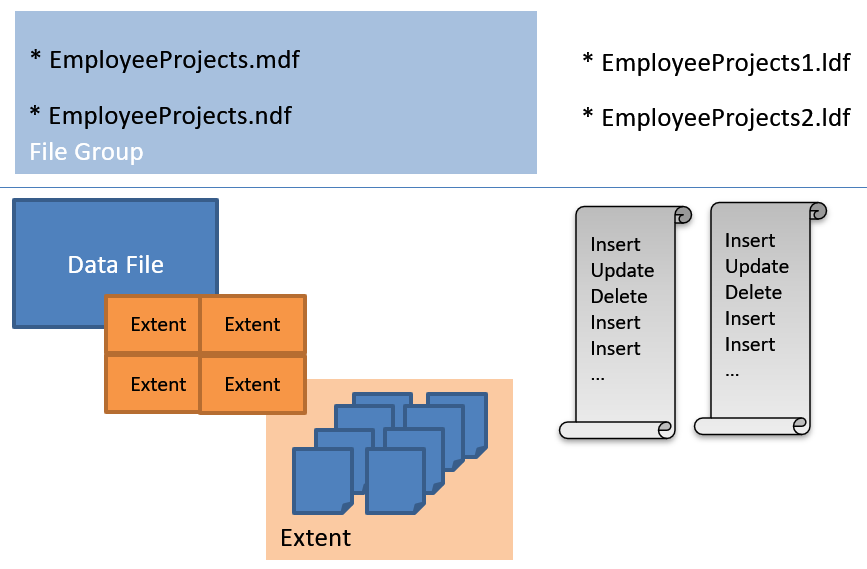 * EmployeeProjects.mdf
* EmployeeProjects.ndf
File Group
* EmployeeProjects1.ldf
* EmployeeProjects2.ldf
Data File
Extent
Extent
Extent
Extent
Extent
Insert
Update
Delete
Insert
Insert
...
Insert
Update
Delete
Insert
Insert
...